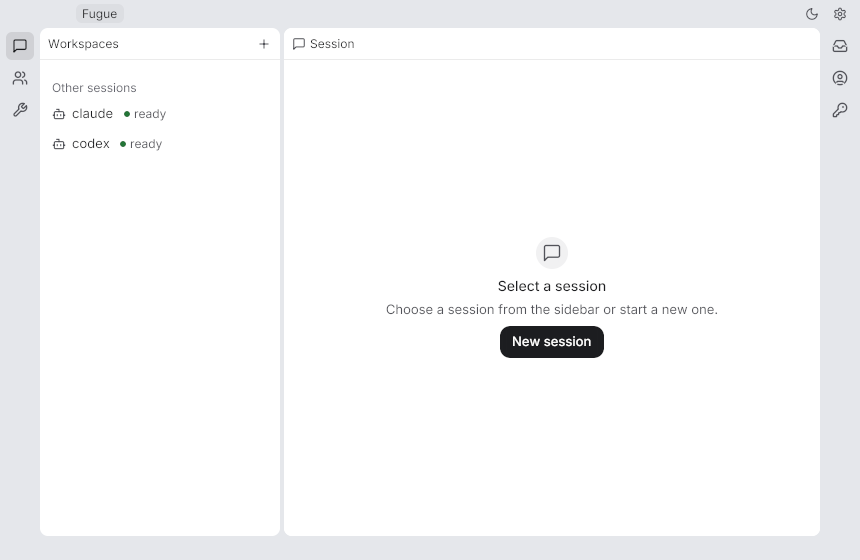 Fugue
Workspaces
Other sessions
claude ready
codex ready
Session
Select a session
Choose a session from the sidebar or start a new one.
New session